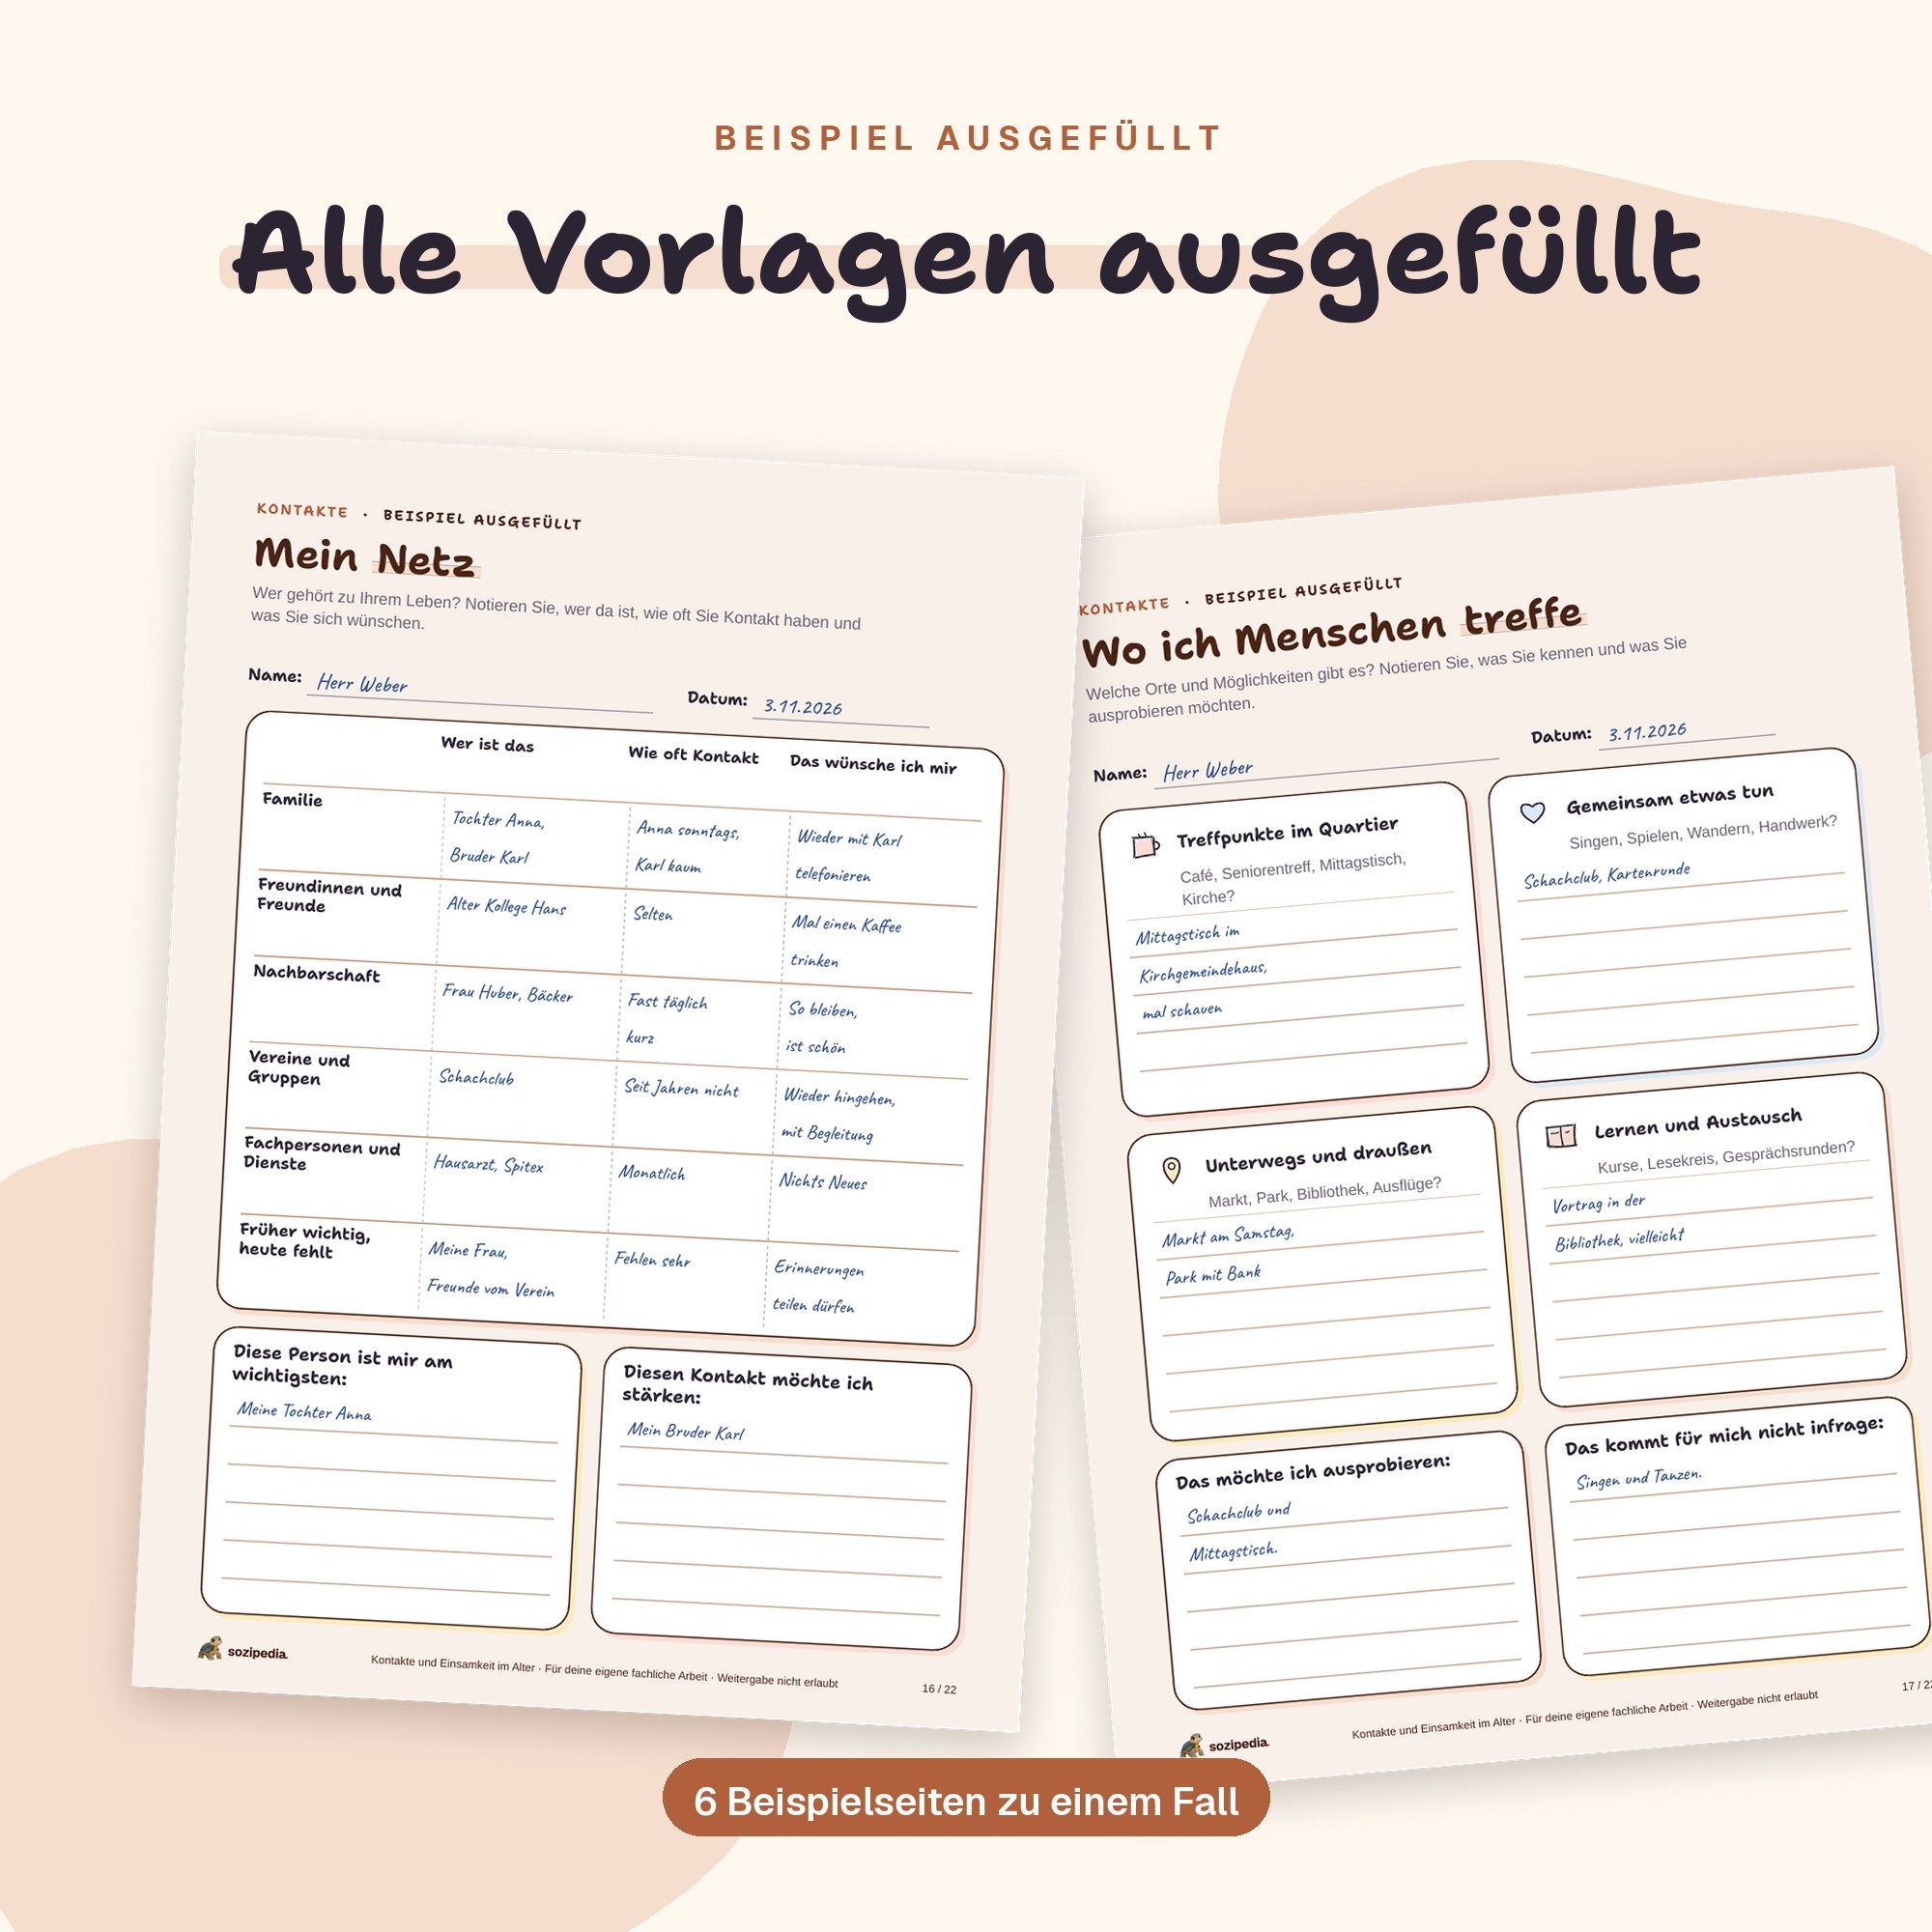 BEISPIEL AUSGEFÜLLT
Alle Vorlagen ausgefüllt
KONTAKTE · BEISPIEL AUSGEFÜLLT
Mein Netz
Wer gehört zu Ihrem Leben? Notieren Sie, wer da ist, wie oft Sie Kontakt haben und
was Sie sich wünschen.
Name: Herr Weber Datum: 3.11.2026
Wer ist das Wie oft Kontakt Das wünsche ich mir
Familie
Tochter Anna,
Bruder Karl
Anna sonntags,
Karl kaum
Wieder mit Karl
telefonieren
Freundinnen und
Freunde
Alter Kollege Hans
Selten
Mal einen Kaffee
trinken
Nachbarschaft
Frau Huber, Bäcker
Fast täglich
kurz
So bleiben,
ist schön
Vereine und
Gruppen
Schachclub
Seit Jahren nicht
Wieder hingehen,
mit Begleitung
Fachpersonen und
Dienste
Hausarzt, Spitex
Monatlich
Nichts Neues
Früher wichtig,
heute fehlt
Meine Frau,
Freunde vom Verein
Fehlen sehr
Erinnerungen
teilen dürfen
Diese Person ist mir am
wichtigsten:
Meine Tochter Anna
Diesen Kontakt möchte ich
stärken:
Mein Bruder Karl
sozipedia.
Kontakte und Einsamkeit im Alter · Für deine eigene fachliche Arbeit · Weitergabe nicht erlaubt
16 / 22
KONTAKTE · BEISPIEL AUSGEFÜLLT
Wo ich Menschen treffe
Welche Orte und Möglichkeiten gibt es? Notieren Sie, was Sie kennen und was Sie
ausprobieren möchten.
Name: Herr Weber Datum: 3.11.2026
Treffpunkte im Quartier
Café, Seniorentreff, Mittagstisch,
Kirche?
Mittagstisch im
Kirchgemeindehaus,
mal schauen
Gemeinsam etwas tun
Singen, Spielen, Wandern, Handwerk?
Schachclub, Kartenrunde
Unterwegs und draußen
Markt, Park, Bibliothek, Ausflüge?
Markt am Samstag,
Park mit Bank
Lernen und Austausch
Kurse, Lesekreis, Gesprächsrunden?
Vortrag in der
Bibliothek, vielleicht
Das möchte ich ausprobieren:
Schachclub und
Mittagstisch.
Das kommt für mich nicht infrage:
Singen und Tanzen.
sozipedia.
Kontakte und Einsamkeit im Alter · Für deine eigene fachliche Arbeit · Weitergabe nicht erlaubt
17 / 22
6 Beispielseiten zu einem Fall